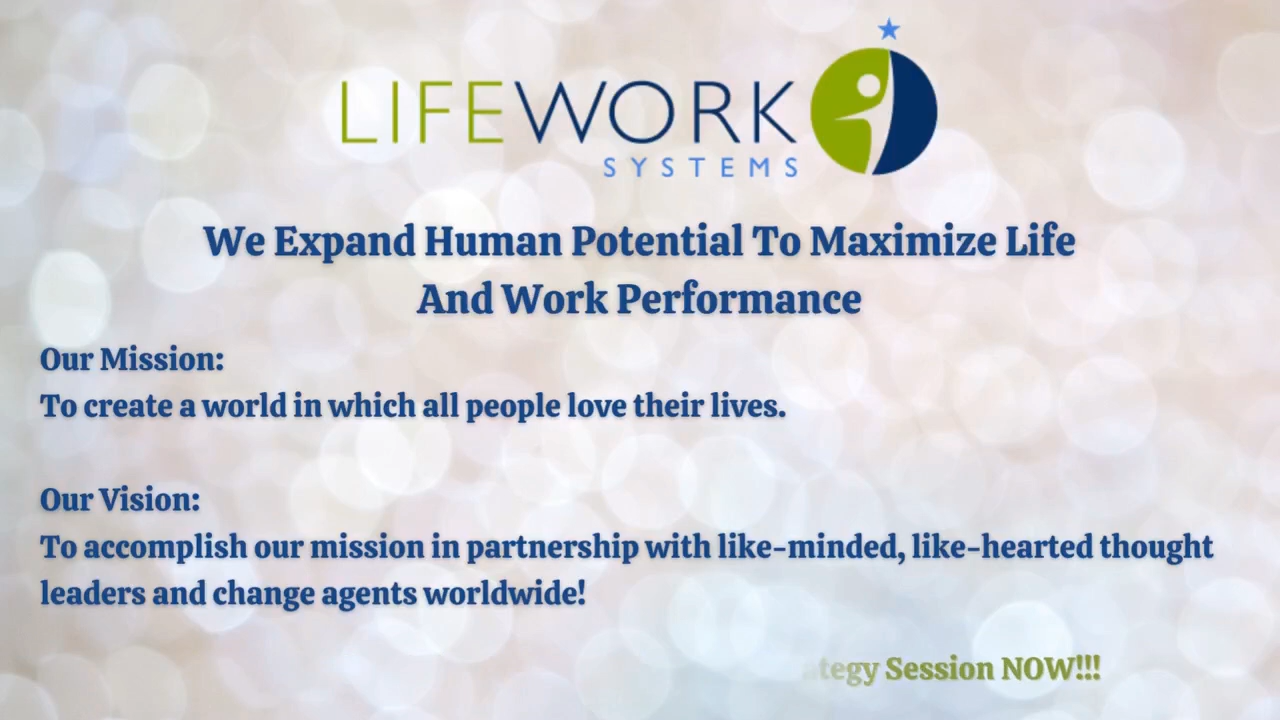 LIFEWORK
SYSTEMS
We Expand Human Potential To Maximize Life
And Work Performance
Our Mission:
To create a world in which all people love their lives.
Our Vision:
To accomplish our mission in partnership with like-minded, like-hearted thought
leaders and change agents worldwide!
Session NOW!!!